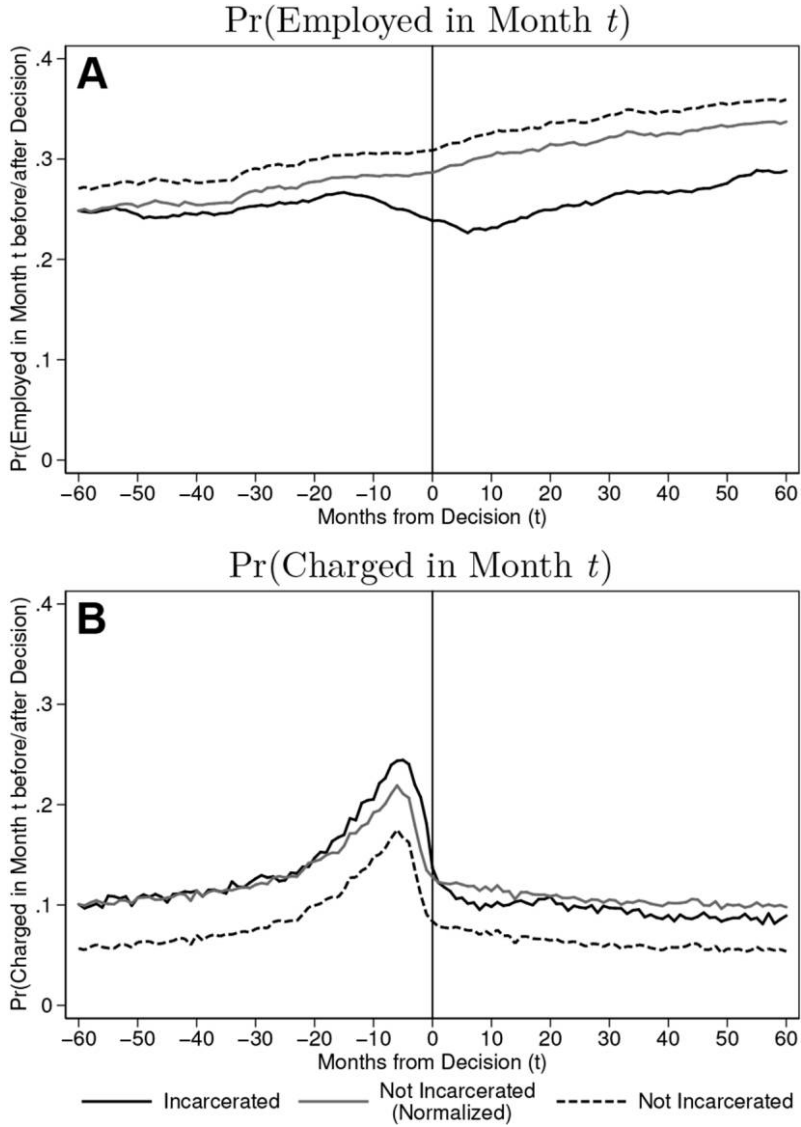 Pr(Employed in Month t)
A
Pr(Employed in Month t before/after Decision)
.4
.3
.2
.1
0
−60 −50 −40 −30 −20 −10 0 10 20 30 40 50 60
Months from Decision (t)
Pr(Charged in Month t)
B
Pr(Charged in Month t before/after Decision)
.4
.3
.2
.1
0
−60 −50 −40 −30 −20 −10 0 10 20 30 40 50 60
Months from Decision (t)
Incarcerated
Not Incarcerated
(Normalized)
Not Incarcerated